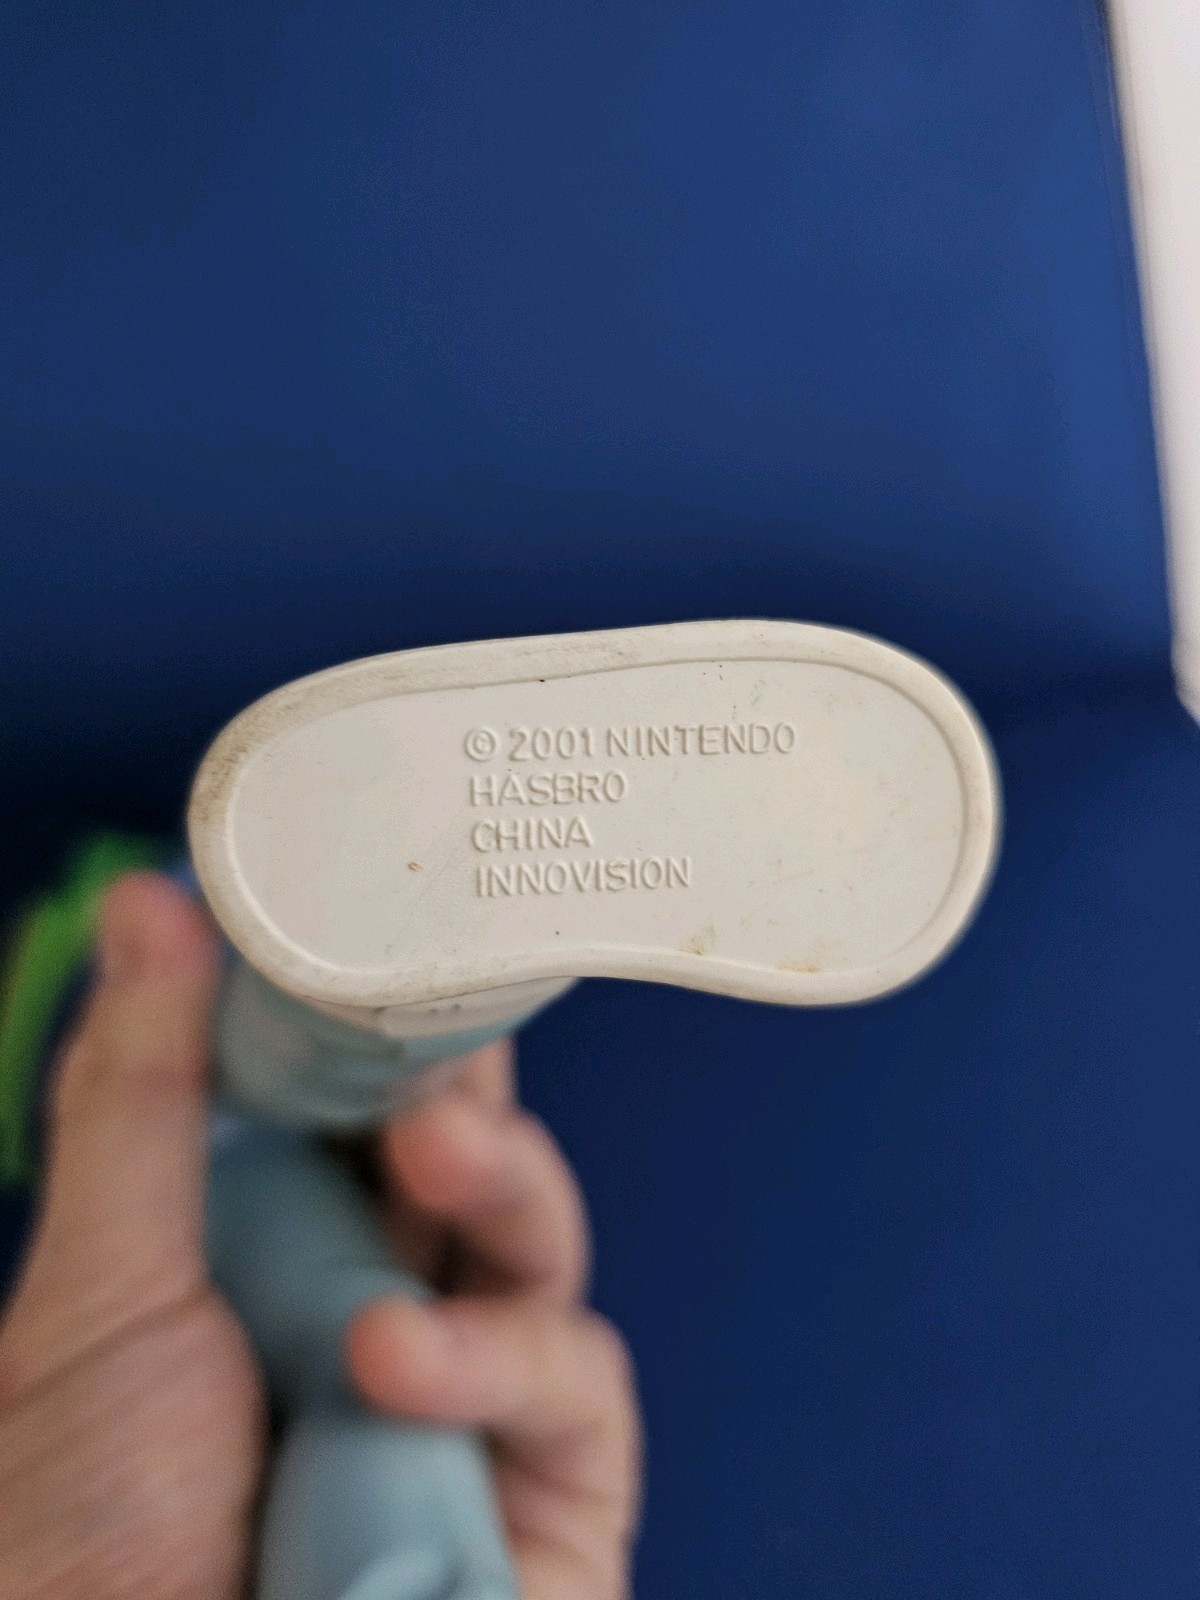 © 2001 NINTENDO
HASBRO
CHINA
INNOVISION